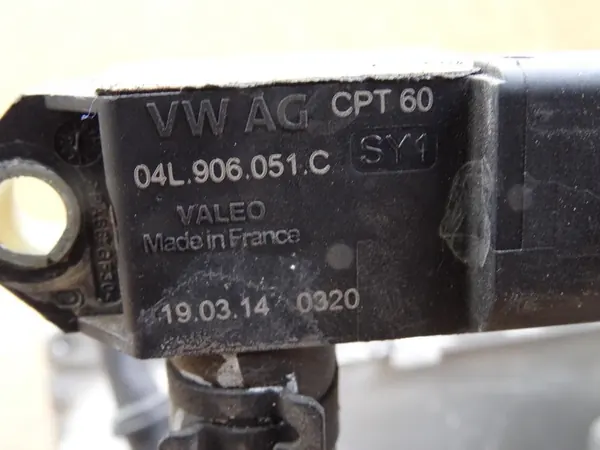 VW AG CPT 60
04L.906.051.C SY1
VALEO
Made in France
19.03.14 0320